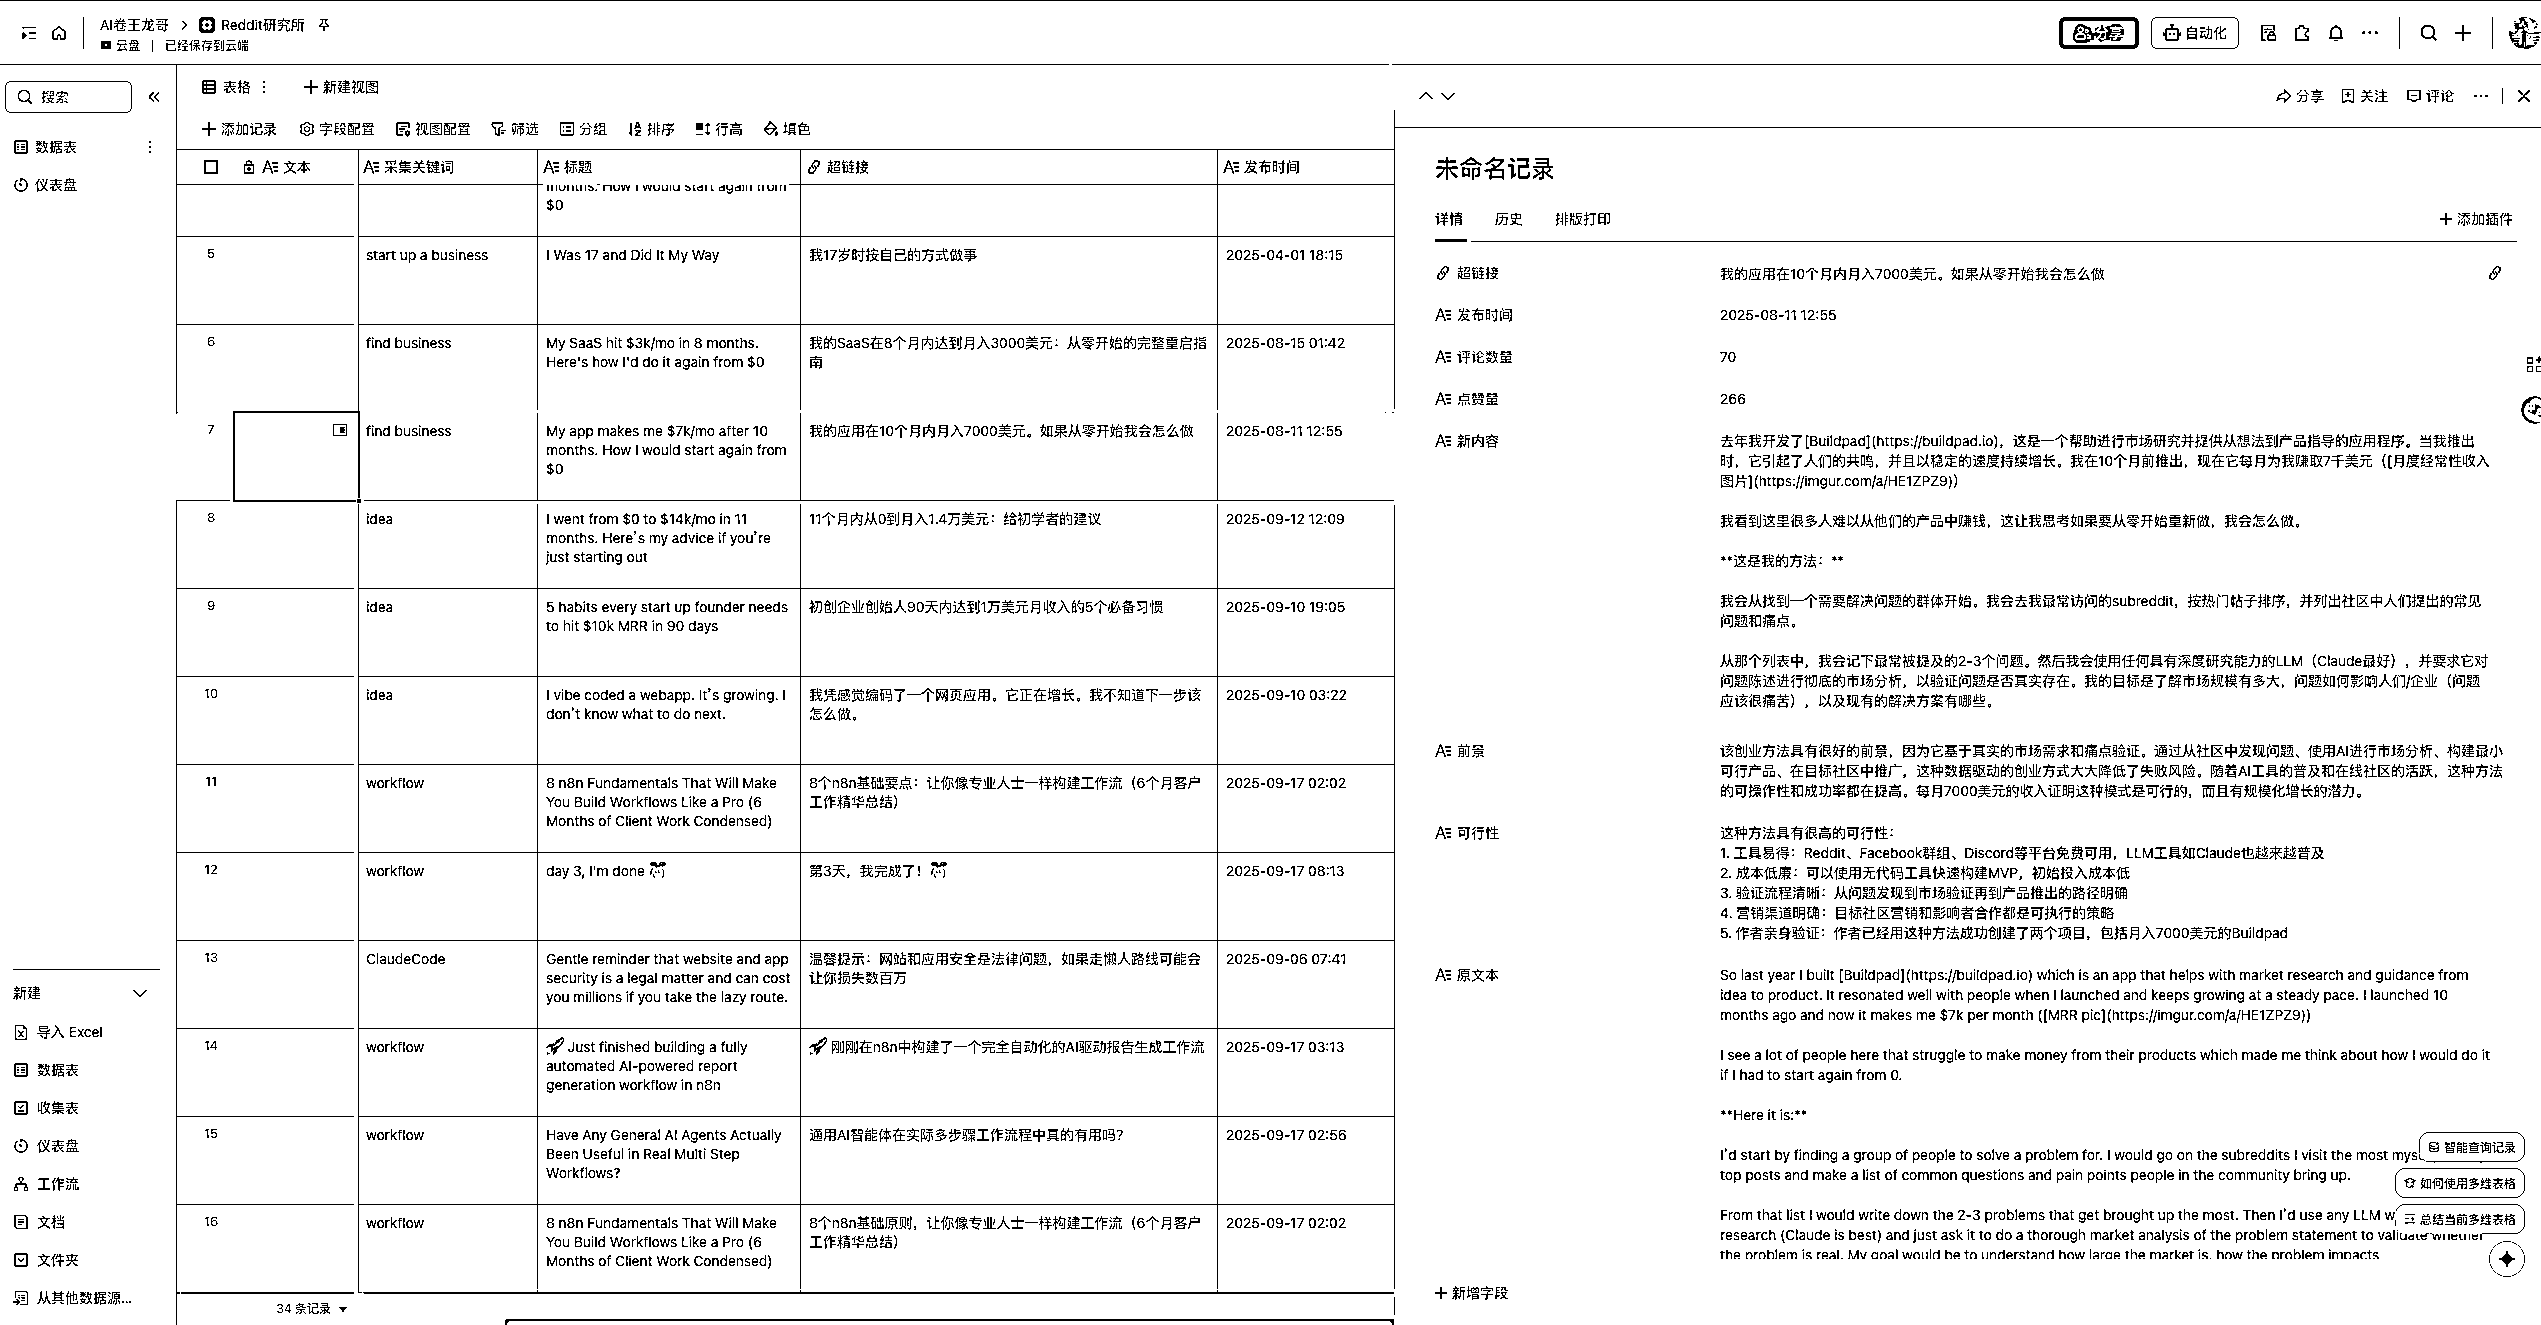 AI卷王龙哥 > Reddit研究所
云盘 | 已经保存到云端
分享
自动化
搜索
数据表
仪表盘
新建
导入 Excel
数据表
收集表
仪表盘
工作流
文档
文件夹
从其他数据源...
表格
新建视图
添加记录 字段配置 视图配置 筛选 分组 排序 行高 填色
文本 采集关键词 标题 超链接 发布时间
months. How I would start again from
$0
5 start up a business I Was 17 and Did It My Way 我17岁时按自己的方式做事 2025-04-01 18:15
6 find business My SaaS hit $3k/mo in 8 months. 我的SaaS在8个月内达到月入3000美元：从零开始的完整重启指 2025-08-15 01:42
Here's how I'd do it again from $0 南
7 find business My app makes me $7k/mo after 10 我的应用在10个月内月入7000美元。如果从零开始我会怎么做 2025-08-11 12:55
months. How I would start again from
$0
8 idea I went from $0 to $14k/mo in 11 11个月内从0到月入1.4万美元：给初学者的建议 2025-09-12 12:09
months. Here's my advice if you're
just starting out
9 idea 5 habits every start up founder needs 初创企业创始人90天内达到1万美元月收入的5个必备习惯 2025-09-10 19:05
to hit $10k MRR in 90 days
10 idea I vibe coded a webapp. It's growing. I 我凭感觉编码了一个网页应用。它正在增长。我不知道下一步该 2025-09-10 03:22
don't know what to do next. 怎么做。
11 workflow 8 n8n Fundamentals That Will Make 8个n8n基础要点：让你像专业人士一样构建工作流（6个月客户 2025-09-17 02:02
You Build Workflows Like a Pro (6 工作精华总结）
Months of Client Work Condensed)
12 workflow day 3, I'm done 第3天，我完成了！ 2025-09-17 08:13
13 ClaudeCode Gentle reminder that website and app 温馨提示：网站和应用安全是法律问题，如果走懒人路线可能会 2025-09-06 07:41
security is a legal matter and can cost 让你损失数百万
you millions if you take the lazy route.
14 workflow 🚀 Just finished building a fully 🚀 刚刚在n8n中构建了一个完全自动化的AI驱动报告生成工作流 2025-09-17 03:13
automated AI-powered report
generation workflow in n8n
15 workflow Have Any General AI Agents Actually 通用AI智能体在实际多步骤工作流程中真的有用吗？ 2025-09-17 02:56
Been Useful in Real Multi Step
Workflows?
16 workflow 8 n8n Fundamentals That Will Make 8个n8n基础原则，让你像专业人士一样构建工作流（6个月客户 2025-09-17 02:02
You Build Workflows Like a Pro (6 工作精华总结）
Months of Client Work Condensed)
34 条记录
分享 关注 评论
未命名记录
详情 历史 排版打印 添加插件
超链接 我的应用在10个月内月入7000美元。如果从零开始我会怎么做
发布时间 2025-08-11 12:55
评论数量 70
点赞量 266
新内容 去年我开发了[Buildpad](https://buildpad.io)，这是一个帮助进行市场研究并提供从想法到产品指导的应用程序。当我推出
时，它引起了人们的共鸣，并且以稳定的速度持续增长。我在10个月前推出，现在它每月为我赚取7千美元（[月度经常性收入
图片](https://imgur.com/a/HE1ZPZ9)）
我看到这里很多人难以从他们的产品中赚钱，这让我思考如果要从零开始重新做，我会怎么做。
**这是我的方法：**
我会从找到一个需要解决问题的群体开始。我会去我最常访问的subreddit，按热门帖子排序，并列出社区中人们提出的常见
问题和痛点。
从那个列表中，我会记下最常被提及的2-3个问题。然后我会使用任何具有深度研究能力的LLM（Claude最好），并要求它对
问题陈述进行彻底的市场分析，以验证问题是否真实存在。我的目标是了解市场规模有多大，问题如何影响人们/企业（问题
应该很痛苦），以及现有的解决方案有哪些。
前景 该创业方法具有很好的前景，因为它基于真实的市场需求和痛点验证。通过从社区中发现问题、使用AI进行市场分析、构建最小
可行产品、在目标社区中推广，这种数据驱动的创业方式大大降低了失败风险。随着AI工具的普及和在线社区的活跃，这种方法
的可操作性和成功率都在提高。每月7000美元的收入证明这种模式是可行的，而且有规模化增长的潜力。
可行性 这种方法具有很高的可行性：
1. 工具易得：Reddit、Facebook群组、Discord等平台免费可用，LLM工具如Claude也越来越普及
2. 成本低廉：可以使用无代码工具快速构建MVP，初始投入成本低
3. 验证流程清晰：从问题发现到市场验证再到产品推出的路径明确
4. 营销渠道明确：目标社区营销和影响者合作都是可执行的策略
5. 作者亲身验证：作者已经用这种方法成功创建了两个项目，包括月入7000美元的Buildpad
原文本 So last year I built [Buildpad](https://buildpad.io) which is an app that helps with market research and guidance from
idea to product. It resonated well with people when I launched and keeps growing at a steady pace. I launched 10
months ago and now it makes me $7k per month ([MRR pic](https://imgur.com/a/HE1ZPZ9))
I see a lot of people here that struggle to make money from their products which made me think about how I would do it
if I had to start again from 0.
**Here it is:**
I'd start by finding a group of people to solve a problem for. I would go on the subreddits I visit the most
top posts and make a list of common questions and pain points people in the community bring up.
From that list I would write down the 2-3 problems that get brought up the most. Then I'd use any LLM
research (Claude is best) and just ask it to do a thorough market analysis of the problem statement to validate whether
the problem is real. My goal would be to understand how large the market is, how the problem impacts
智能查询记录
如何使用多维表格
总结当前多维表格
新增字段